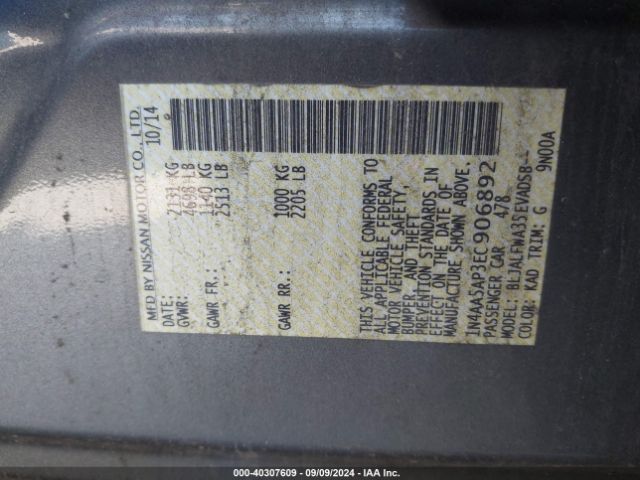 MFD BY NISSAN MOTOR CO., LTD.
DATE: 10/14
GVWR: 2131 KG
4698 LB
GAWR FR.: 1140 KG
2513 LB
GAWR RR.: 1000 KG
2205 LB
THIS VEHICLE CONFORMS TO
ALL APPLICABLE FEDERAL
MOTOR VEHICLE SAFETY,
BUMPER, AND THEFT
PREVENTION STANDARDS IN
EFFECT ON THE DATE OF
MANUFACTURE SHOWN ABOVE.
1N4AA5AP3EC906892
PASSENGER CAR 478
MODEL: BLJALFWA35EVADSB--
COLOR: KAD TRIM: G 9N00A
000-40307609 - 09/09/2024 - IAA Inc.